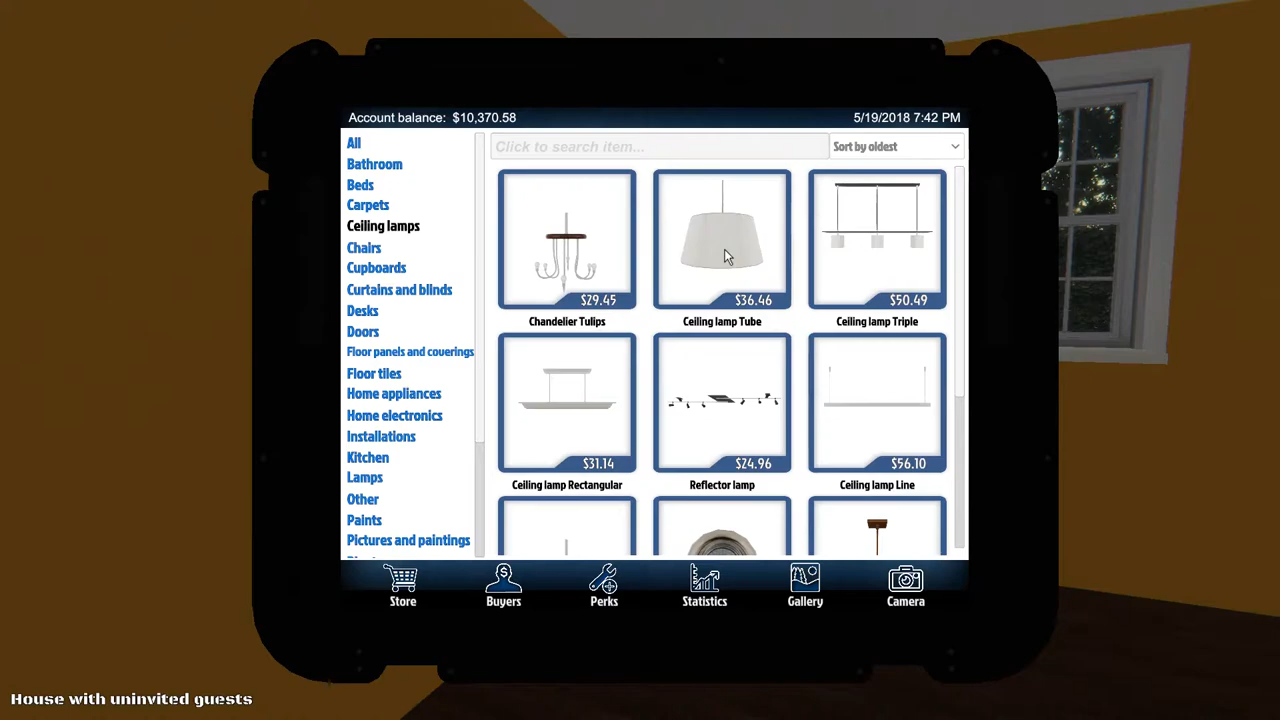 Account balance: $10,370.58
5/19/2018 7:42 PM
All
Bathroom
Beds
Carpets
Ceiling lamps
Chairs
Cupboards
Curtains and blinds
Desks
Doors
Floor panels and coverings
Floor tiles
Home appliances
Home electronics
Installations
Kitchen
Lamps
Other
Paints
Pictures and paintings
Click to search item...
Sort by oldest
$29.45
$36.46
$50.49
Chandelier Tulips
Ceiling lamp Tube
Ceiling lamp Triple
$31.14
$24.96
$56.10
Ceiling lamp Rectangular
Reflector lamp
Ceiling lamp Line
Store
Buyers
Perks
Statistics
Gallery
Camera
House with uninvited guests